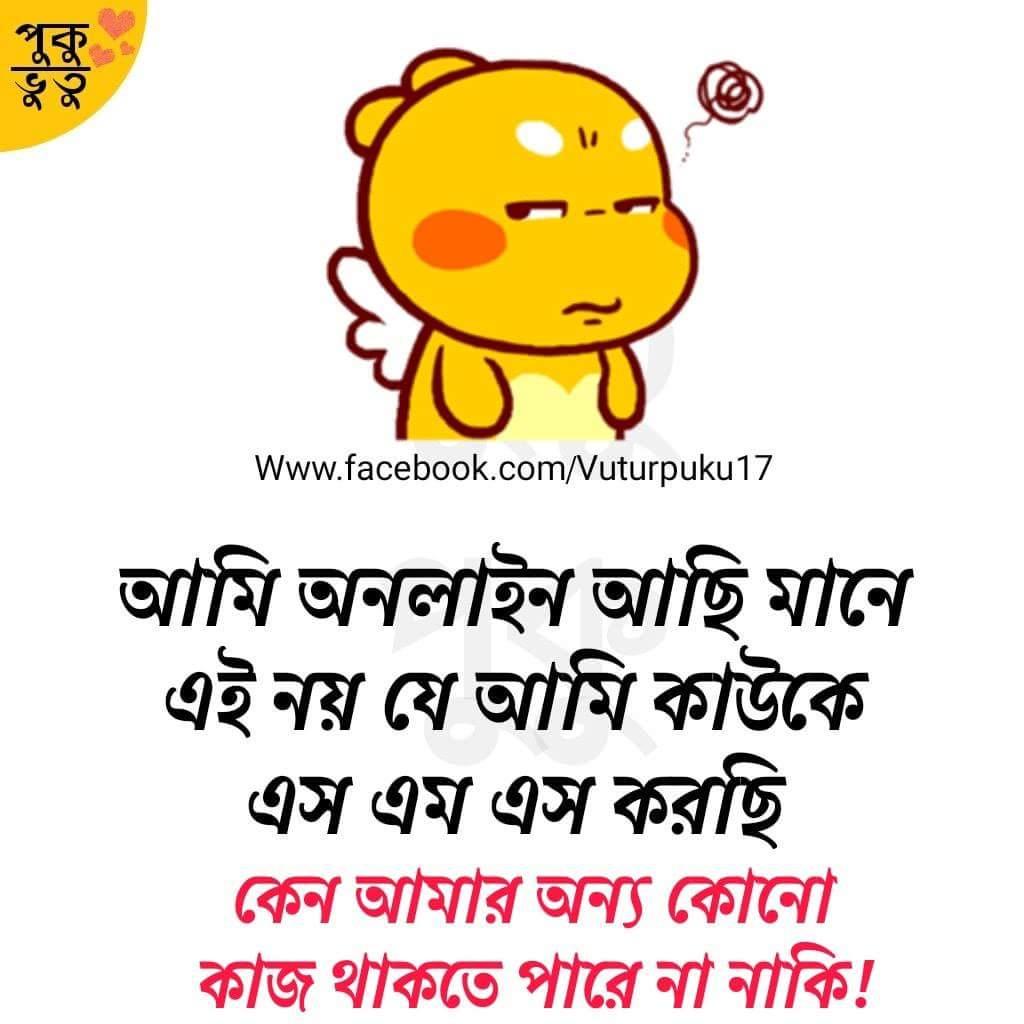 পুকু
ভুতু
Www.facebook.com/Vuturpuku17
আমি অনলাইন আছি মানে
এই নয় যে আমি কাউকে
এস এম এস করছি
কেন আমার অন্য কোনো
কাজ থাকতে পারে না নাকি!